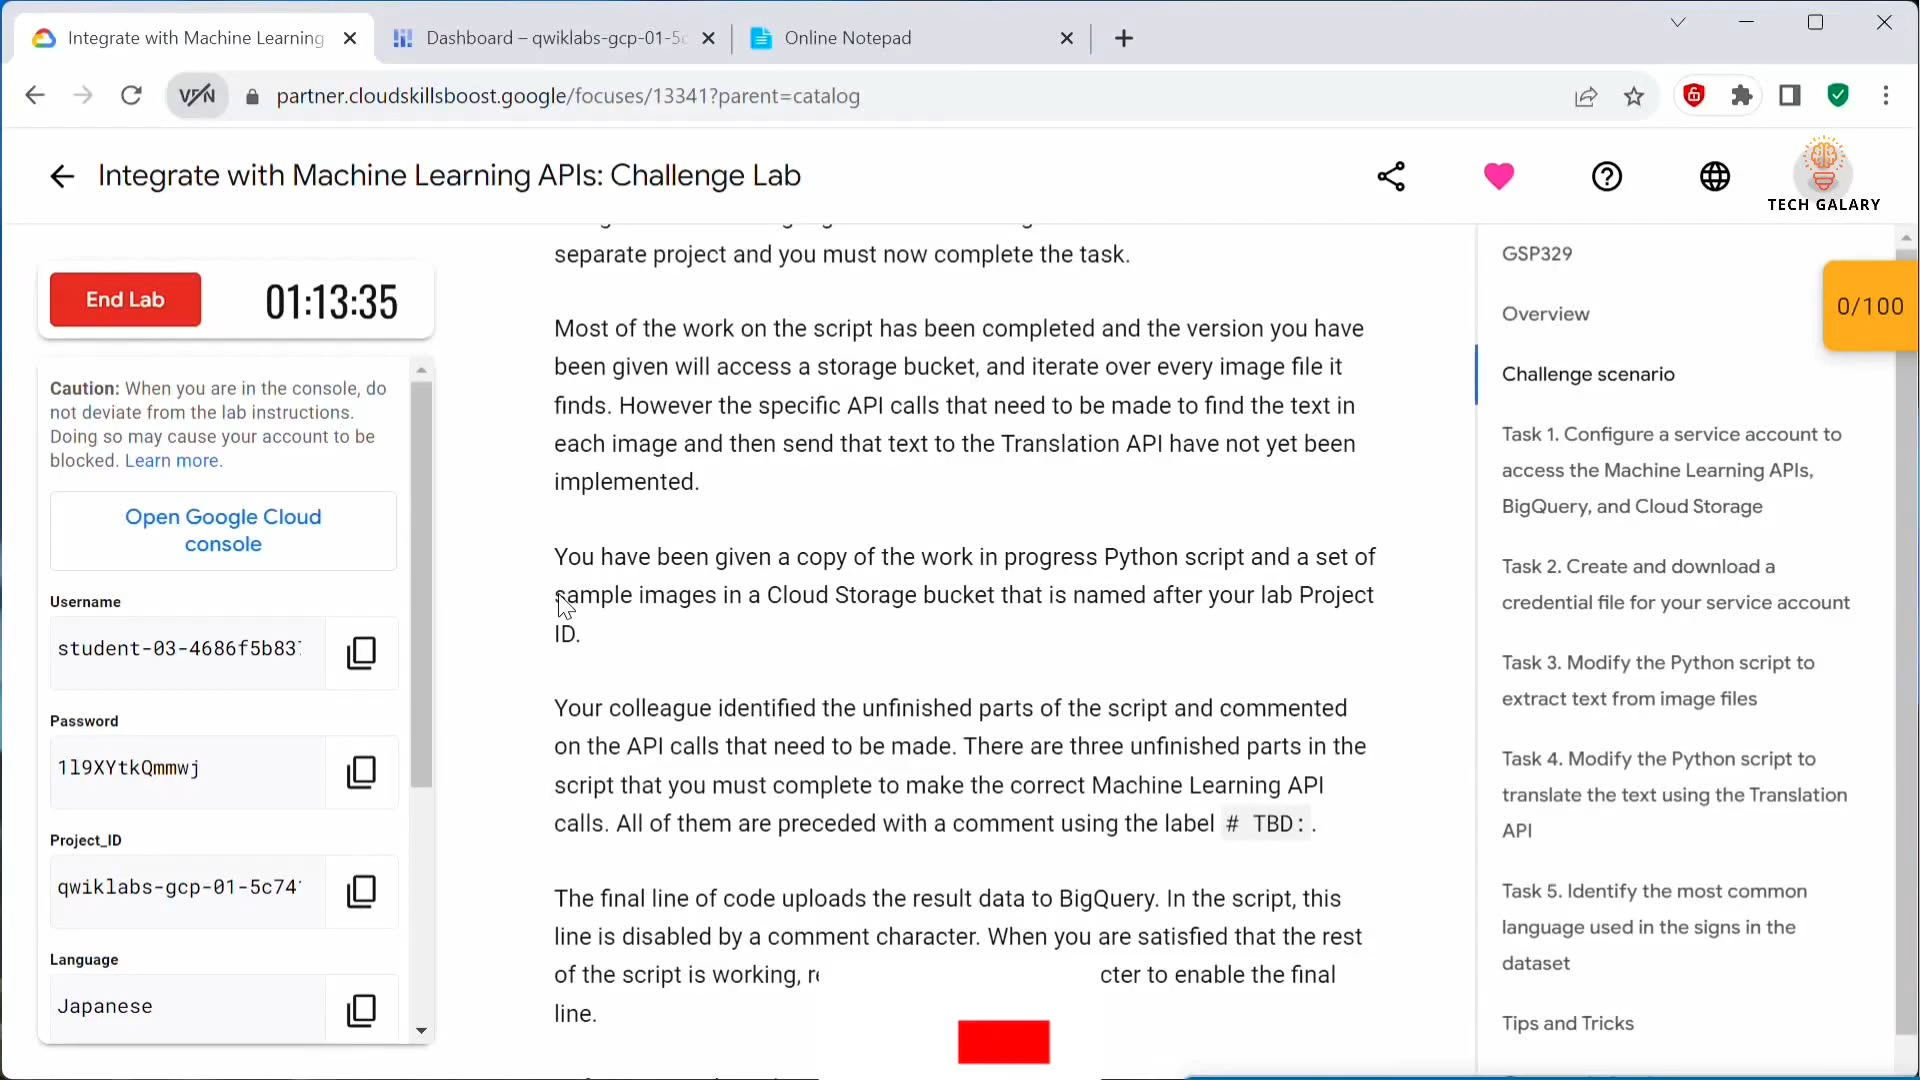 Integrate with Machine Learning
Dashboard – qwiklabs-gcp-01-5c
Online Notepad
VPN
partner.cloudskillsboost.google/focuses/13341?parent=catalog
Integrate with Machine Learning APIs: Challenge Lab
TECH GALARY
End Lab
01:13:35
Caution: When you are in the console, do
not deviate from the lab instructions.
Doing so may cause your account to be
blocked. Learn more.
Open Google Cloud
console
Username
student-03-4686f5b837
Password
1l9XYtkQmmwj
Project_ID
qwiklabs-gcp-01-5c74
Language
Japanese
separate project and you must now complete the task.
Most of the work on the script has been completed and the version you have
been given will access a storage bucket, and iterate over every image file it
finds. However the specific API calls that need to be made to find the text in
each image and then send that text to the Translation API have not yet been
implemented.
You have been given a copy of the work in progress Python script and a set of
sample images in a Cloud Storage bucket that is named after your lab Project
ID.
Your colleague identified the unfinished parts of the script and commented
on the API calls that need to be made. There are three unfinished parts in the
script that you must complete to make the correct Machine Learning API
calls. All of them are preceded with a comment using the label # TBD: .
The final line of code uploads the result data to BigQuery. In the script, this
line is disabled by a comment character. When you are satisfied that the rest
of the script is working, re cter to enable the final
line.
GSP329
Overview
0/100
Challenge scenario
Task 1. Configure a service account to
access the Machine Learning APIs,
BigQuery, and Cloud Storage
Task 2. Create and download a
credential file for your service account
Task 3. Modify the Python script to
extract text from image files
Task 4. Modify the Python script to
translate the text using the Translation
API
Task 5. Identify the most common
language used in the signs in the
dataset
Tips and Tricks